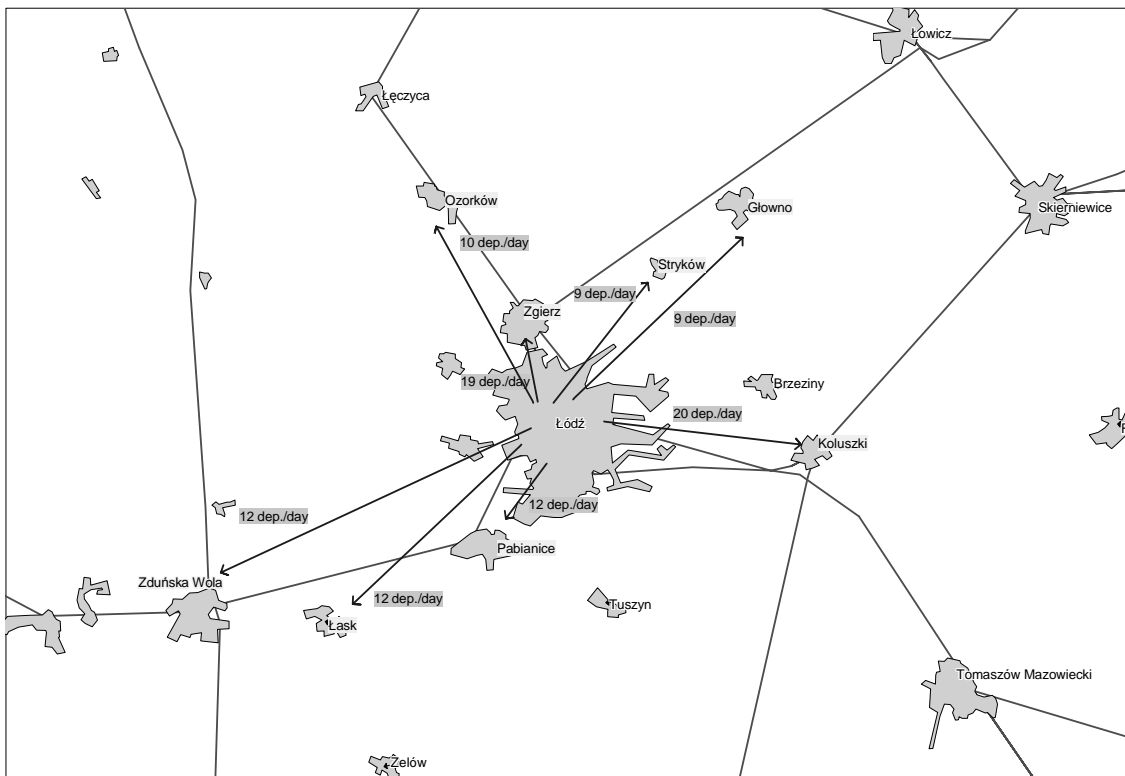 Łowicz
Łęczyca
Ozorków
Głowno
Skierniewice
10 dep./day
Stryków
9 dep./day
Zgierz
9 dep./day
19 dep./day
Brzeziny
20 dep./day
Łódź
Koluszki
12 dep./day
12 dep./day
Pabianice
Zduńska Wola
12 dep./day
Tuszyn
Łask
Tomaszów Mazowiecki
Zelów